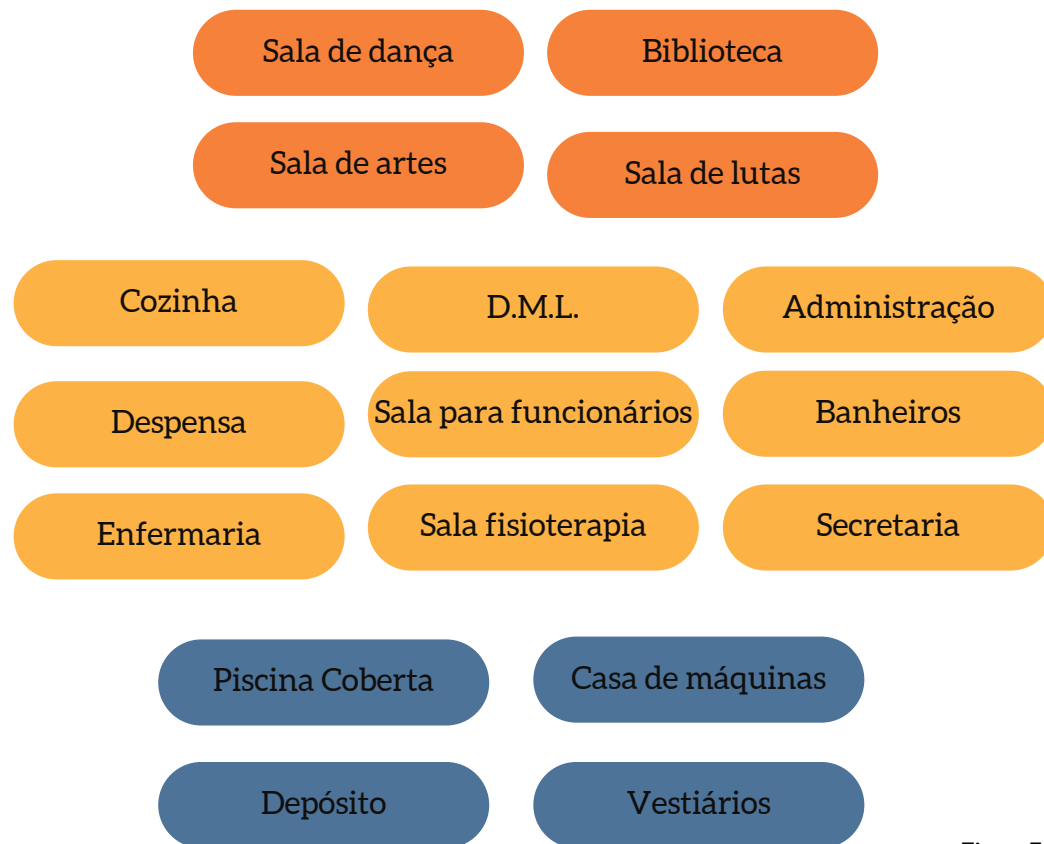 Sala de dança
Biblioteca
Sala de artes
Sala de lutas
Cozinha
D.M.L.
Administração
Despensa
Sala para funcionários
Banheiros
Enfermaria
Sala fisioterapia
Secretaria
Piscina Coberta
Casa de máquinas
Depósito
Vestiários